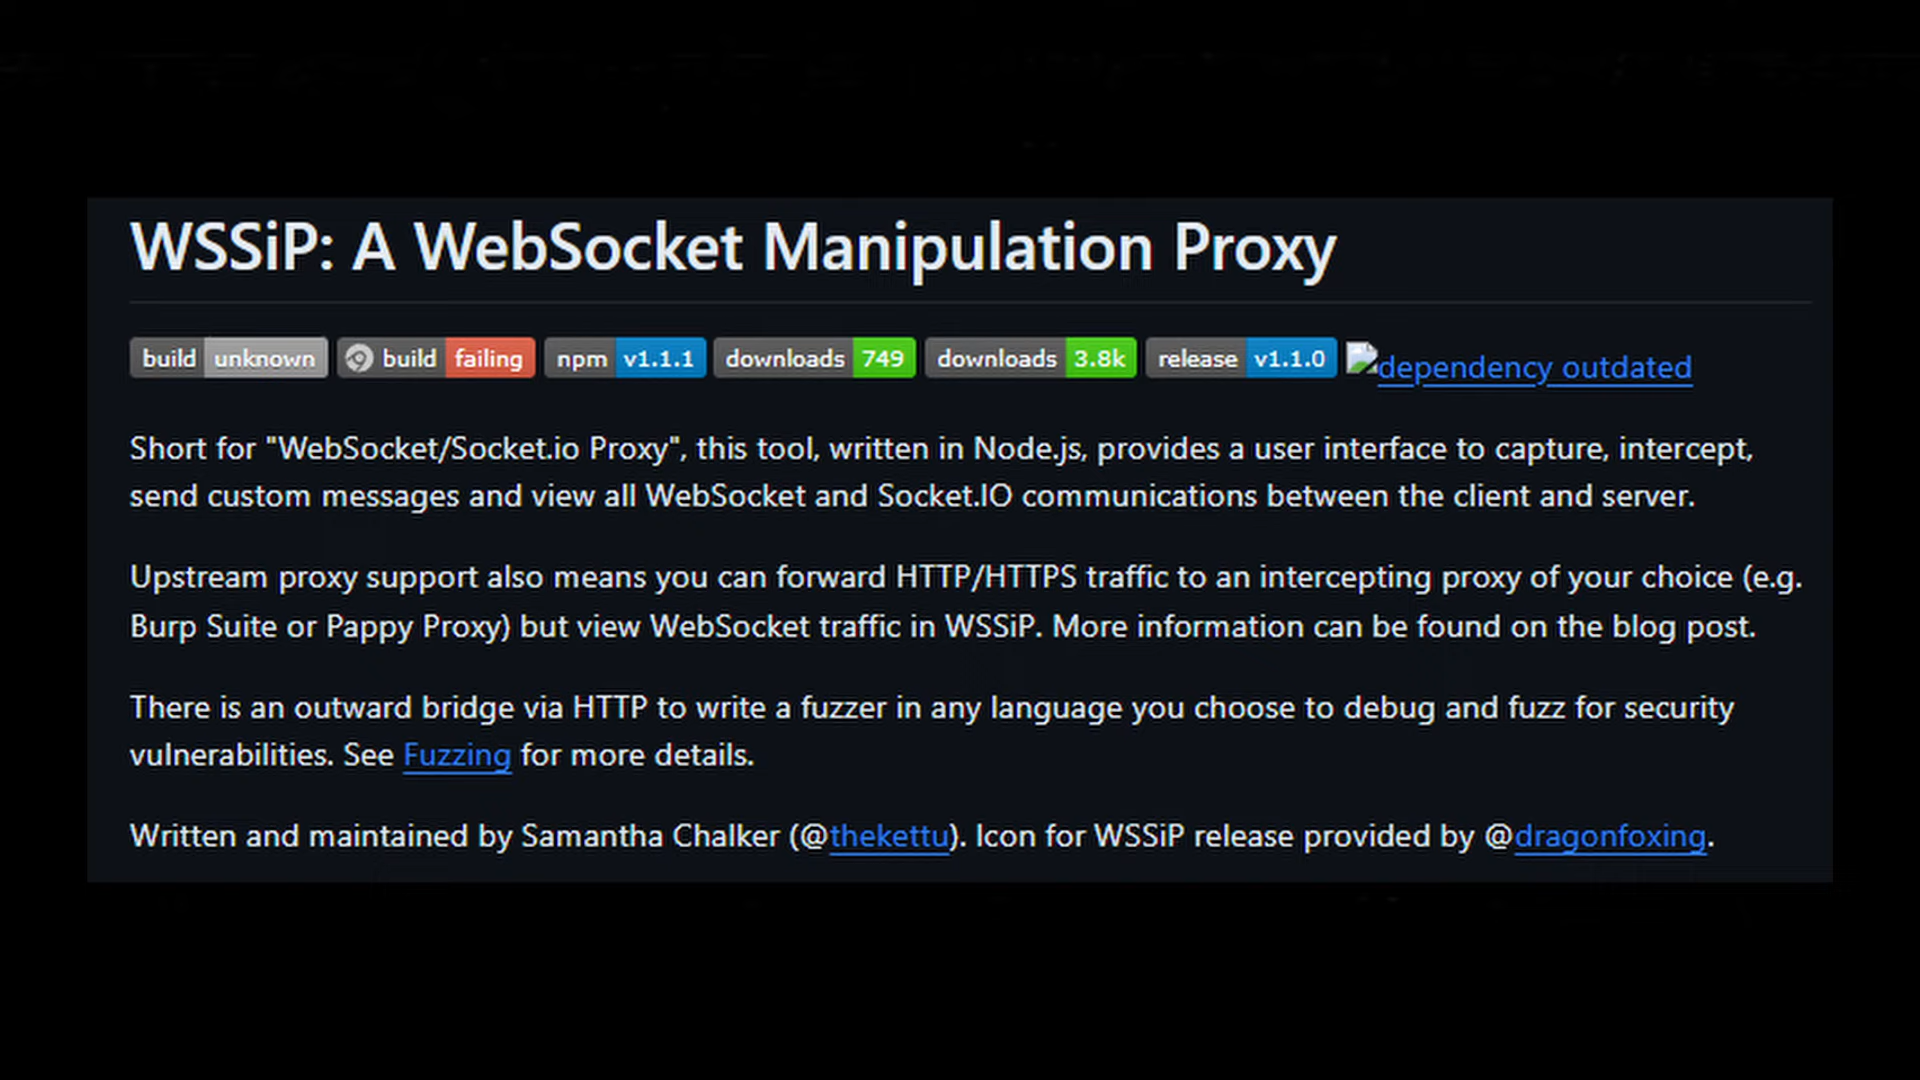 WSSiP: A WebSocket Manipulation Proxy
build unknown build failing npm v1.1.1 downloads 749 downloads 3.8k release v1.1.0 dependency outdated
Short for "WebSocket/Socket.io Proxy", this tool, written in Node.js, provides a user interface to capture, intercept,
send custom messages and view all WebSocket and Socket.IO communications between the client and server.
Upstream proxy support also means you can forward HTTP/HTTPS traffic to an intercepting proxy of your choice (e.g.
Burp Suite or Pappy Proxy) but view WebSocket traffic in WSSiP. More information can be found on the blog post.
There is an outward bridge via HTTP to write a fuzzer in any language you choose to debug and fuzz for security
vulnerabilities. See Fuzzing for more details.
Written and maintained by Samantha Chalker (@thekettu). Icon for WSSiP release provided by @dragonfoxing.